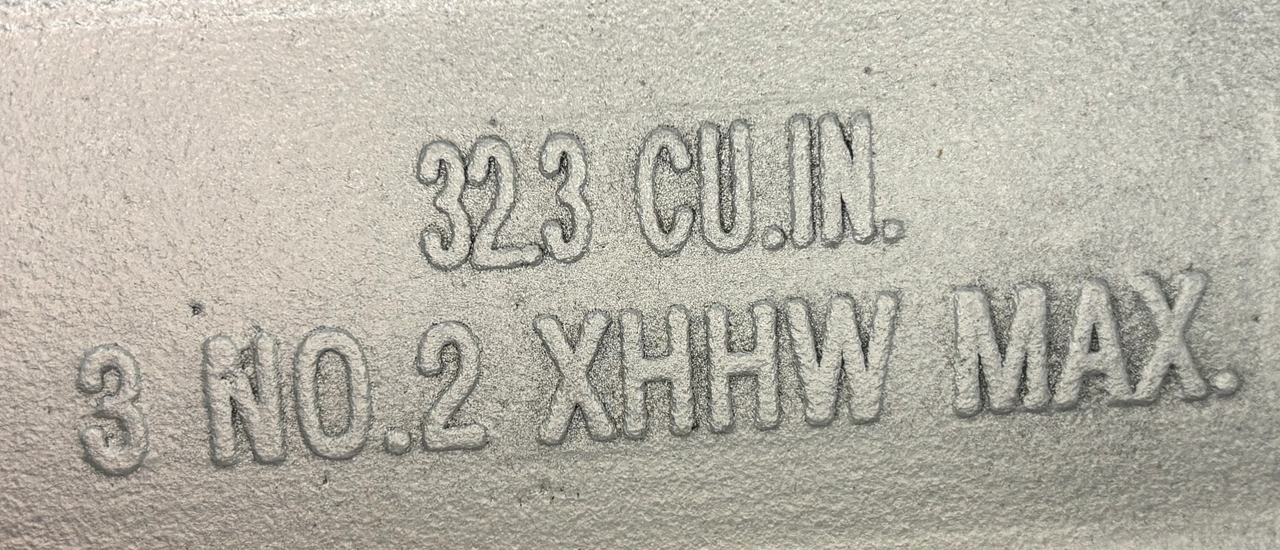 32.3 CU.IN.
3 NO.2 XHHW MAX.